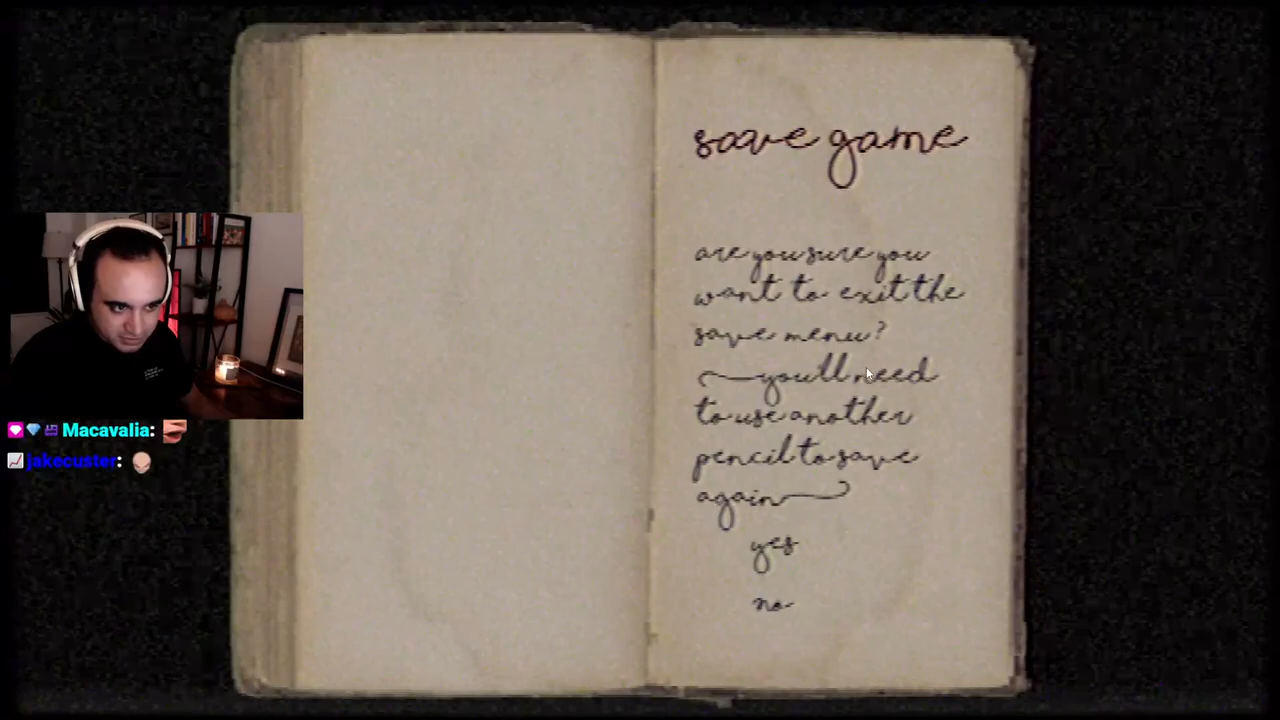 save game
are you sure you
want to exit the
save menu?
you'll need
to use another
pencil to save
again
yes
no
Macavalia:
jakecuster: